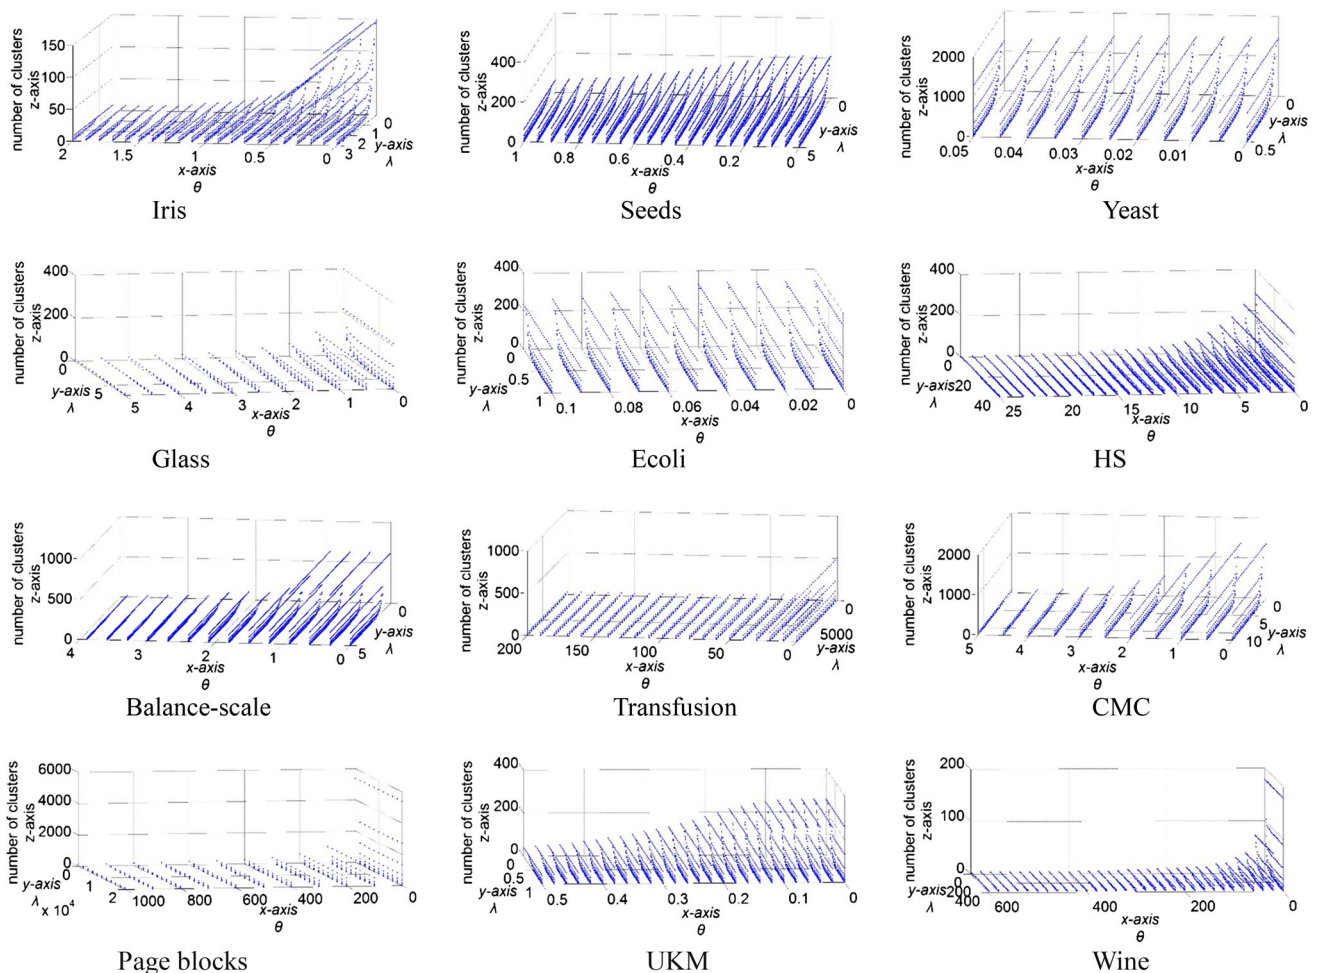 number of clusters
z-axis
150
100
50
0
2
1.5
1
0.5
0
3
2
1
0
y-axis
λ
x-axis
θ
Iris
number of clusters
z-axis
400
200
0
1
0.8
0.6
0.4
0.2
0
5
0
y-axis
λ
x-axis
θ
Seeds
number of clusters
z-axis
2000
1000
0
0.05
0.04
0.03
0.02
0.01
0
0.5
0
y-axis
λ
x-axis
θ
Yeast
number of clusters
z-axis
400
200
0
0
y-axis
5
λ
5
4
3
2
1
0
x-axis
θ
Glass
number of clusters
z-axis
400
200
0
0
0.5
1
y-axis
λ
0.1
0.08
0.06
0.04
0.02
0
x-axis
θ
Ecoli
number of clusters
z-axis
400
200
0
0
y-axis
20
λ
40
25
20
15
10
5
0
x-axis
θ
HS
number of clusters
z-axis
1000
500
0
4
3
2
1
0
5
0
y-axis
λ
x-axis
θ
Balance-scale
number of clusters
z-axis
1000
500
0
200
150
100
50
0
5000
0
y-axis
λ
x-axis
θ
Transfusion
number of clusters
z-axis
2000
1000
0
5
4
3
2
1
0
10
5
0
y-axis
λ
x-axis
θ
CMC
number of clusters
z-axis
6000
4000
2000
0
0
y-axis
1
λ
x 10⁴
2
1000
800
600
400
200
0
x-axis
θ
Page blocks
number of clusters
z-axis
400
200
0
0
0.5
1
y-axis
λ
0.5
0.4
0.3
0.2
0.1
0
x-axis
θ
UKM
number of clusters
z-axis
200
100
0
0
y-axis
200
λ
400
600
400
200
0
x-axis
θ
Wine